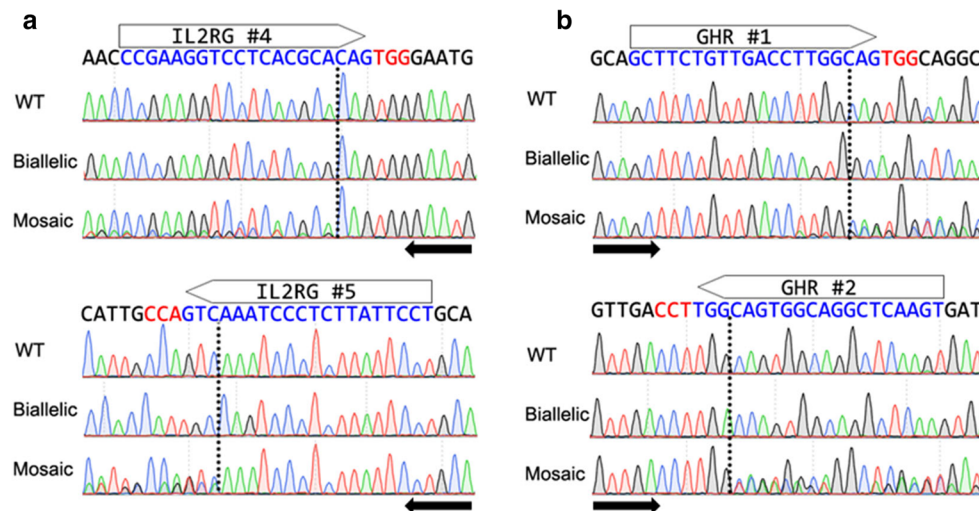 a
IL2RG #4
AACCCGAAGGTCCTCACGCACAGTGGGAATG
WT
Biallelic
Mosaic
IL2RG #5
CATTGCCAGTCAAATCCCTCTTATTCCTGCA
WT
Biallelic
Mosaic
b
GHR #1
GCAGCTTCTGTTGACCTTGGCAGTGGCAGGC
WT
Biallelic
Mosaic
GHR #2
GTTGACCTTGGCAGTGGCAGGCTCAAGTGAT
WT
Biallelic
Mosaic